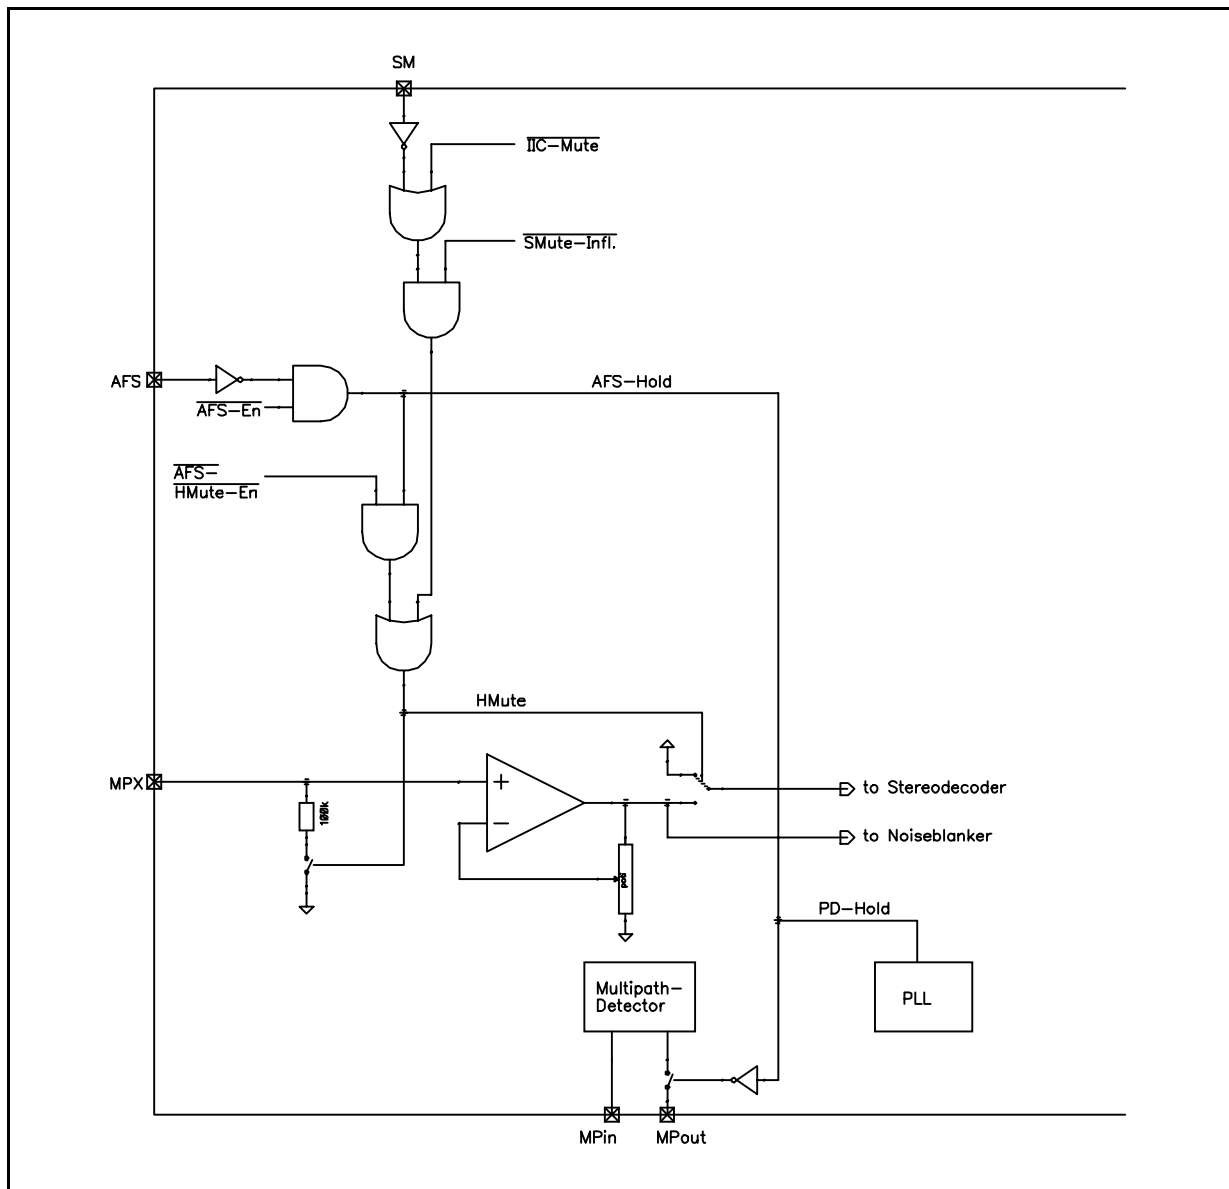 SM
IIC-Mute
SMute-Infl.
AFS
AFS-Hold
AFS-En
AFS-
HMute-En
HMute
MPX
+
100k
−
to Stereodecoder
to Noiseblanker
poti
PD-Hold
Multipath-
Detector
PLL
MPin
MPout